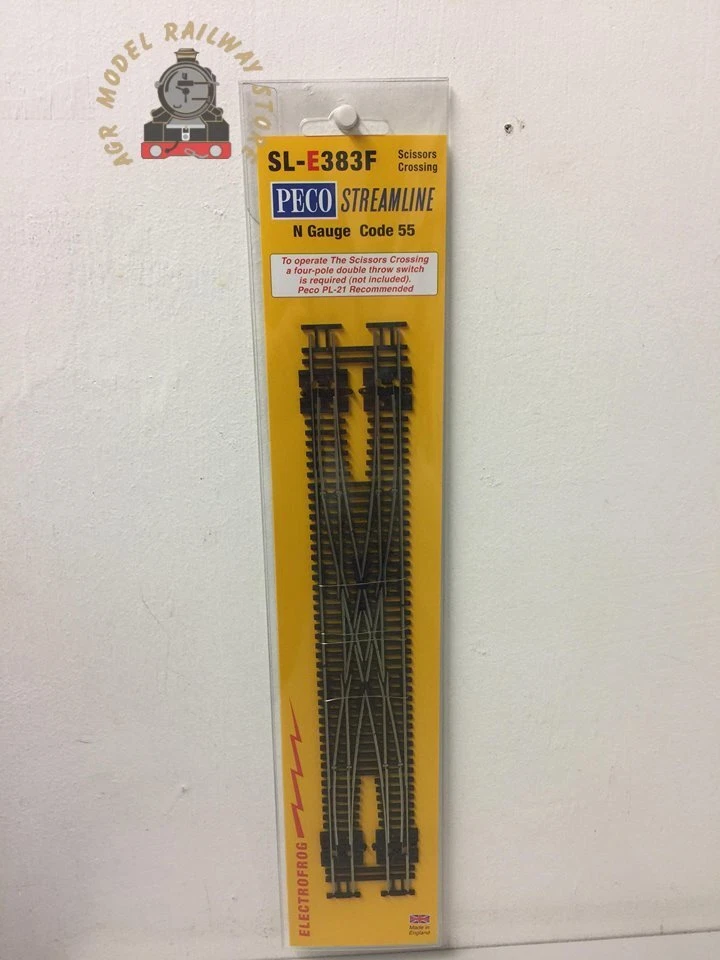 AGR MODEL RAILWAY STORE
SL-E383F
Scissors
Crossing
PECO STREAMLINE
N Gauge Code 55
To operate The Scissors Crossing
a four-pole double throw switch
is required (not included).
Peco PL-21 Recommended
ELECTROFROG
Made in
England